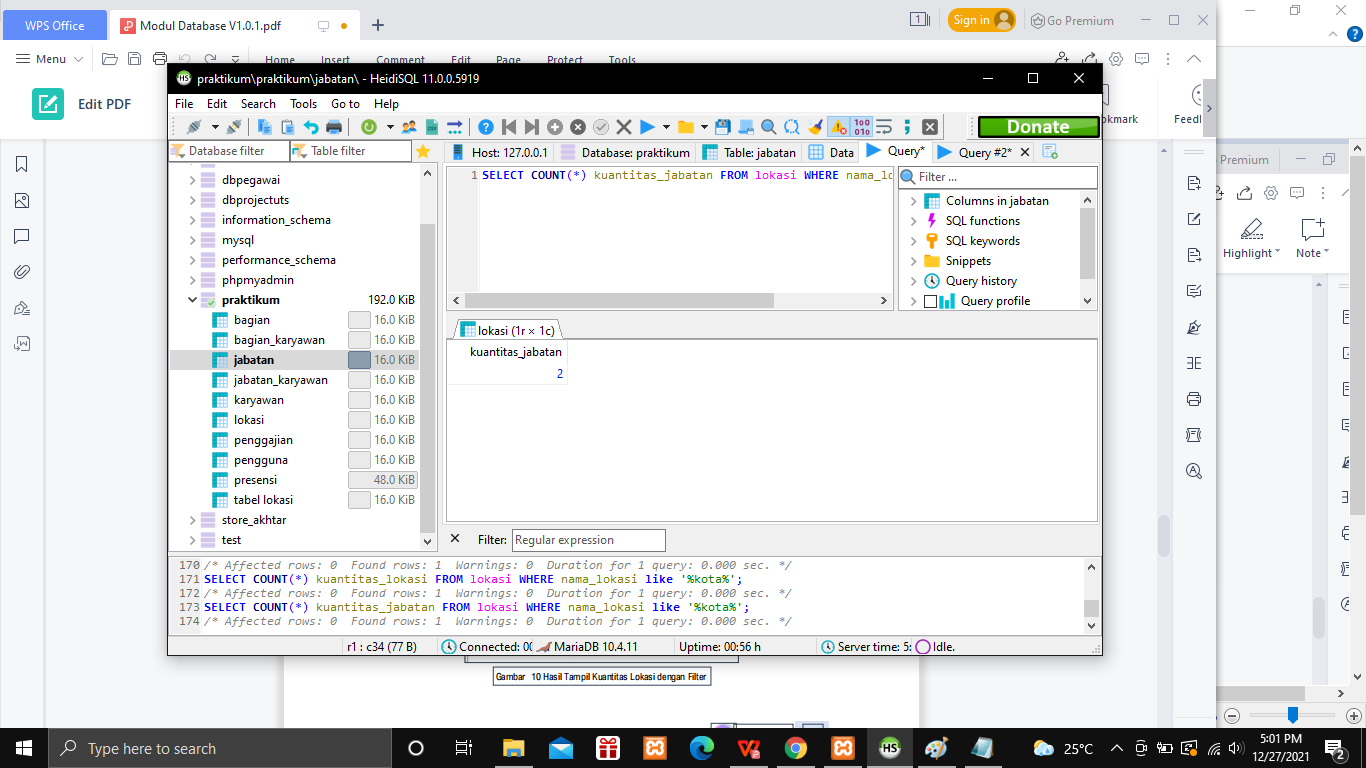 WPS Office
Modul Database V1.0.1.pdf
1
Sign in
Go Premium
Menu
Home Insert Comment Edit Page Protect Tools
Edit PDF
praktikum\praktikum\jabatan\ - HeidiSQL 11.0.0.5919
File Edit Search Tools Go to Help
Donate
Database filter
Table filter
Host: 127.0.0.1
Database: praktikum
Table: jabatan
Data
Query*
Query #2*
1 SELECT COUNT(*) kuantitas_jabatan FROM lokasi WHERE nama_lo
Filter ...
Columns in jabatan
SQL functions
SQL keywords
Snippets
Query history
Query profile
dbpegawai
dbprojectuts
information_schema
mysql
performance_schema
phpmyadmin
praktikum 192.0 KiB
bagian 16.0 KiB
bagian_karyawan 16.0 KiB
jabatan 16.0 KiB
jabatan_karyawan 16.0 KiB
karyawan 16.0 KiB
lokasi 16.0 KiB
penggajian 16.0 KiB
pengguna 16.0 KiB
presensi 48.0 KiB
tabel lokasi 16.0 KiB
store_akhtar
test
lokasi (1r × 1c)
kuantitas_jabatan
2
Filter: Regular expression
170 /* Affected rows: 0 Found rows: 1 Warnings: 0 Duration for 1 query: 0.000 sec. */
171 SELECT COUNT(*) kuantitas_lokasi FROM lokasi WHERE nama_lokasi like '%kota%';
172 /* Affected rows: 0 Found rows: 1 Warnings: 0 Duration for 1 query: 0.000 sec. */
173 SELECT COUNT(*) kuantitas_jabatan FROM lokasi WHERE nama_lokasi like '%kota%';
174 /* Affected rows: 0 Found rows: 1 Warnings: 0 Duration for 1 query: 0.000 sec. */
r1 : c34 (77 B)
Connected: 00
MariaDB 10.4.11
Uptime: 00:56 h
Server time: 5:
Idle.
okmark
Feedl
Premium
Highlight
Note
Gambar 10 Hasil Tampil Kuantitas Lokasi dengan Filter
Type here to search
25°C
5:01 PM
12/27/2021
2